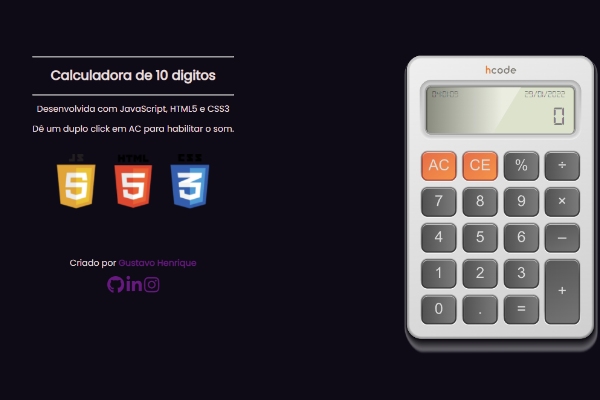 Calculadora de 10 digitos
Desenvolvida com JavaScript, HTML5 e CSS3
Dê um duplo click em AC para habilitar o som.
JS HTML CSS
5 5 3
Criado por Gustavo Henrique
in
hcode
29/01/2022
0
AC CE % ÷
7 8 9 ×
4 5 6 –
1 2 3 +
0 . =